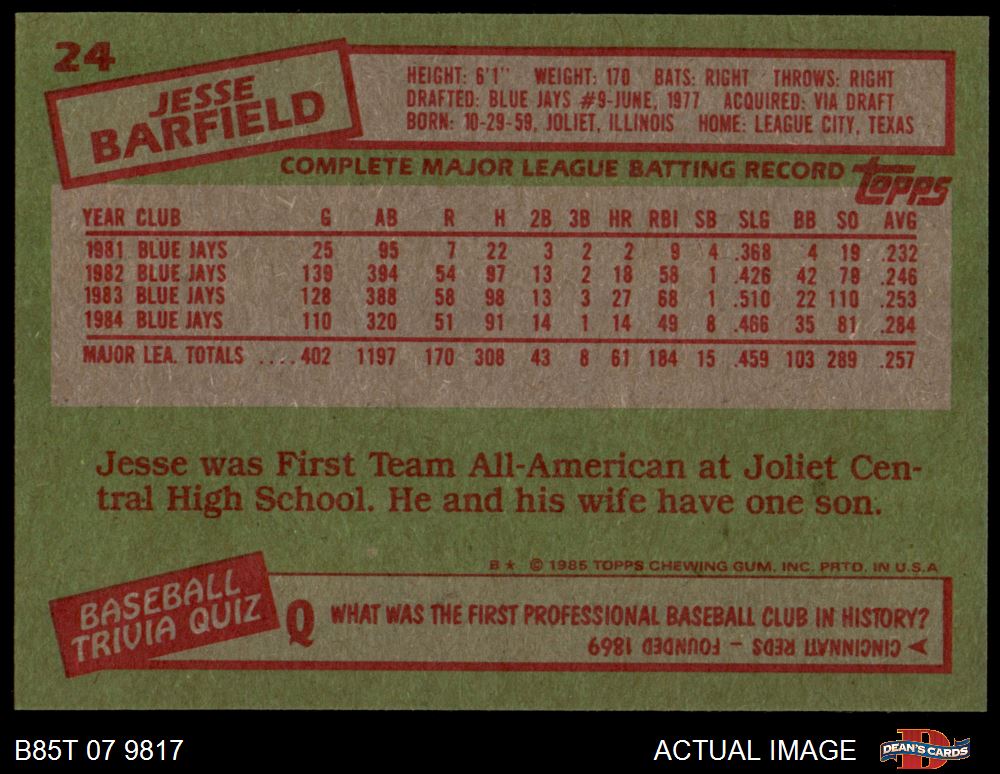 24
JESSE
BARFIELD
HEIGHT: 6'1" WEIGHT: 170 BATS: RIGHT THROWS: RIGHT
DRAFTED: BLUE JAYS #9-JUNE, 1977 ACQUIRED: VIA DRAFT
BORN: 10-29-59, JOLIET, ILLINOIS HOME: LEAGUE CITY, TEXAS
COMPLETE MAJOR LEAGUE BATTING RECORD topps
YEAR CLUB G AB R H 2B 3B HR RBI SB SLG BB SO AVG
1981 BLUE JAYS 25 95 7 22 3 2 2 9 4 .368 4 19 .232
1982 BLUE JAYS 139 394 54 97 13 2 18 58 1 .426 42 79 .246
1983 BLUE JAYS 128 388 58 98 13 3 27 68 1 .510 22 110 .253
1984 BLUE JAYS 110 320 51 91 14 1 14 49 8 .466 35 81 .284
MAJOR LEA. TOTALS ....402 1197 170 308 43 8 61 184 15 .459 103 289 .257
Jesse was First Team All-American at Joliet Cen-
tral High School. He and his wife have one son.
B★ © 1985 TOPPS CHEWING GUM, INC. PRTD. IN U.S.A
BASEBALL
TRIVIA QUIZ
Q WHAT WAS THE FIRST PROFESSIONAL BASEBALL CLUB IN HISTORY?
CINCINNATI REDS – FOUNDED 1869
B85T 07 9817
ACTUAL IMAGE
DEAN'S CARDS